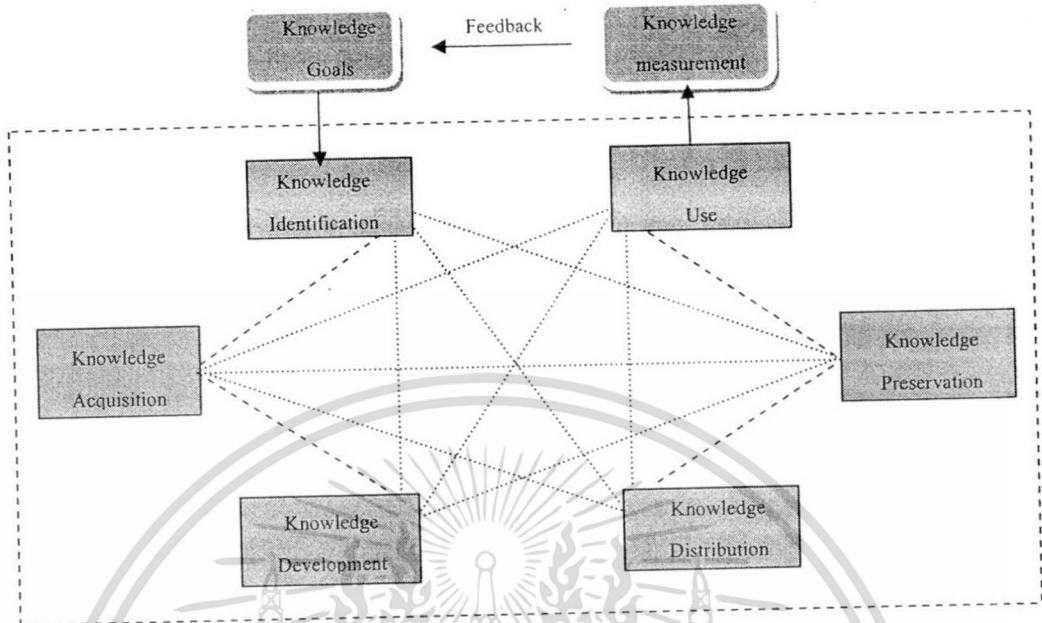 Knowledge
Goals
Feedback
Knowledge
measurement
Knowledge
Identification
Knowledge
Use
Knowledge
Acquisition
Knowledge
Preservation
Knowledge
Development
Knowledge
Distribution